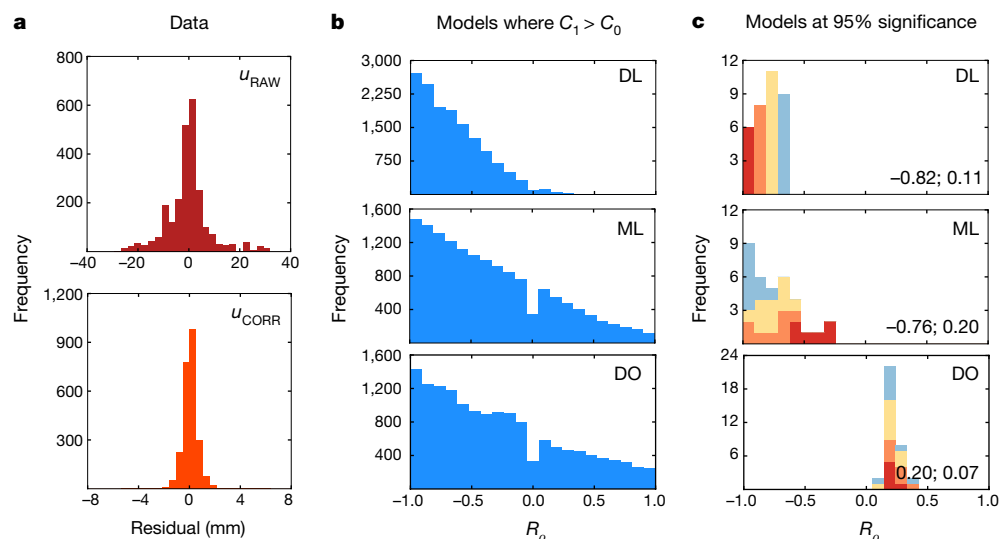 a Data
b Models where C1 > C0
c Models at 95% significance
Frequency
800
600
400
200
−40 −20 0 20 40
uRAW
1,200
900
600
300
−8 −4 0 4 8
uCORR
Residual (mm)
Frequency
3,000
2,250
1,500
750
DL
1,600
1,200
800
400
ML
1,600
1,200
800
400
DO
−1.0 −0.5 0.0 0.5 1.0
Rρ
Frequency
12
9
6
3
DL
−0.82; 0.11
12
9
6
3
ML
−0.76; 0.20
24
18
12
6
DO
0.20; 0.07
−1.0 −0.5 0.0 0.5 1.0
Rρ